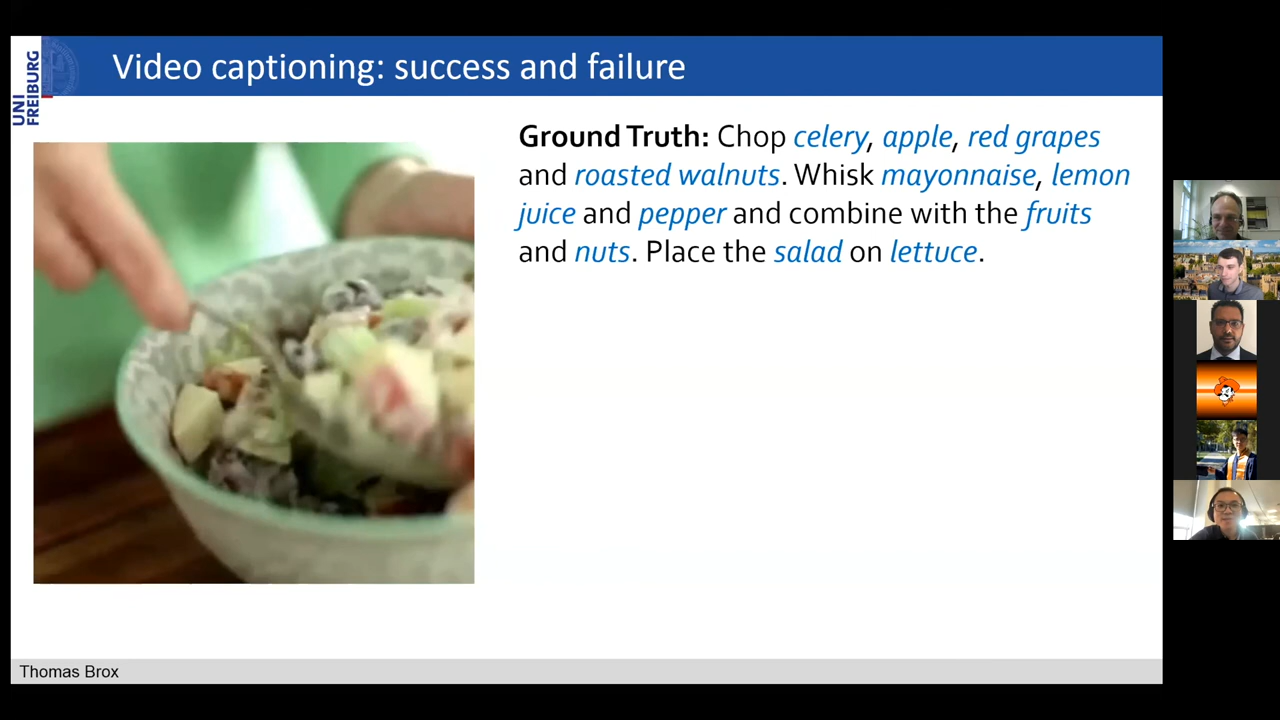 UNI
FREIBURG
Video captioning: success and failure
Ground Truth: Chop celery, apple, red grapes
and roasted walnuts. Whisk mayonnaise, lemon
juice and pepper and combine with the fruits
and nuts. Place the salad on lettuce.
Thomas Brox